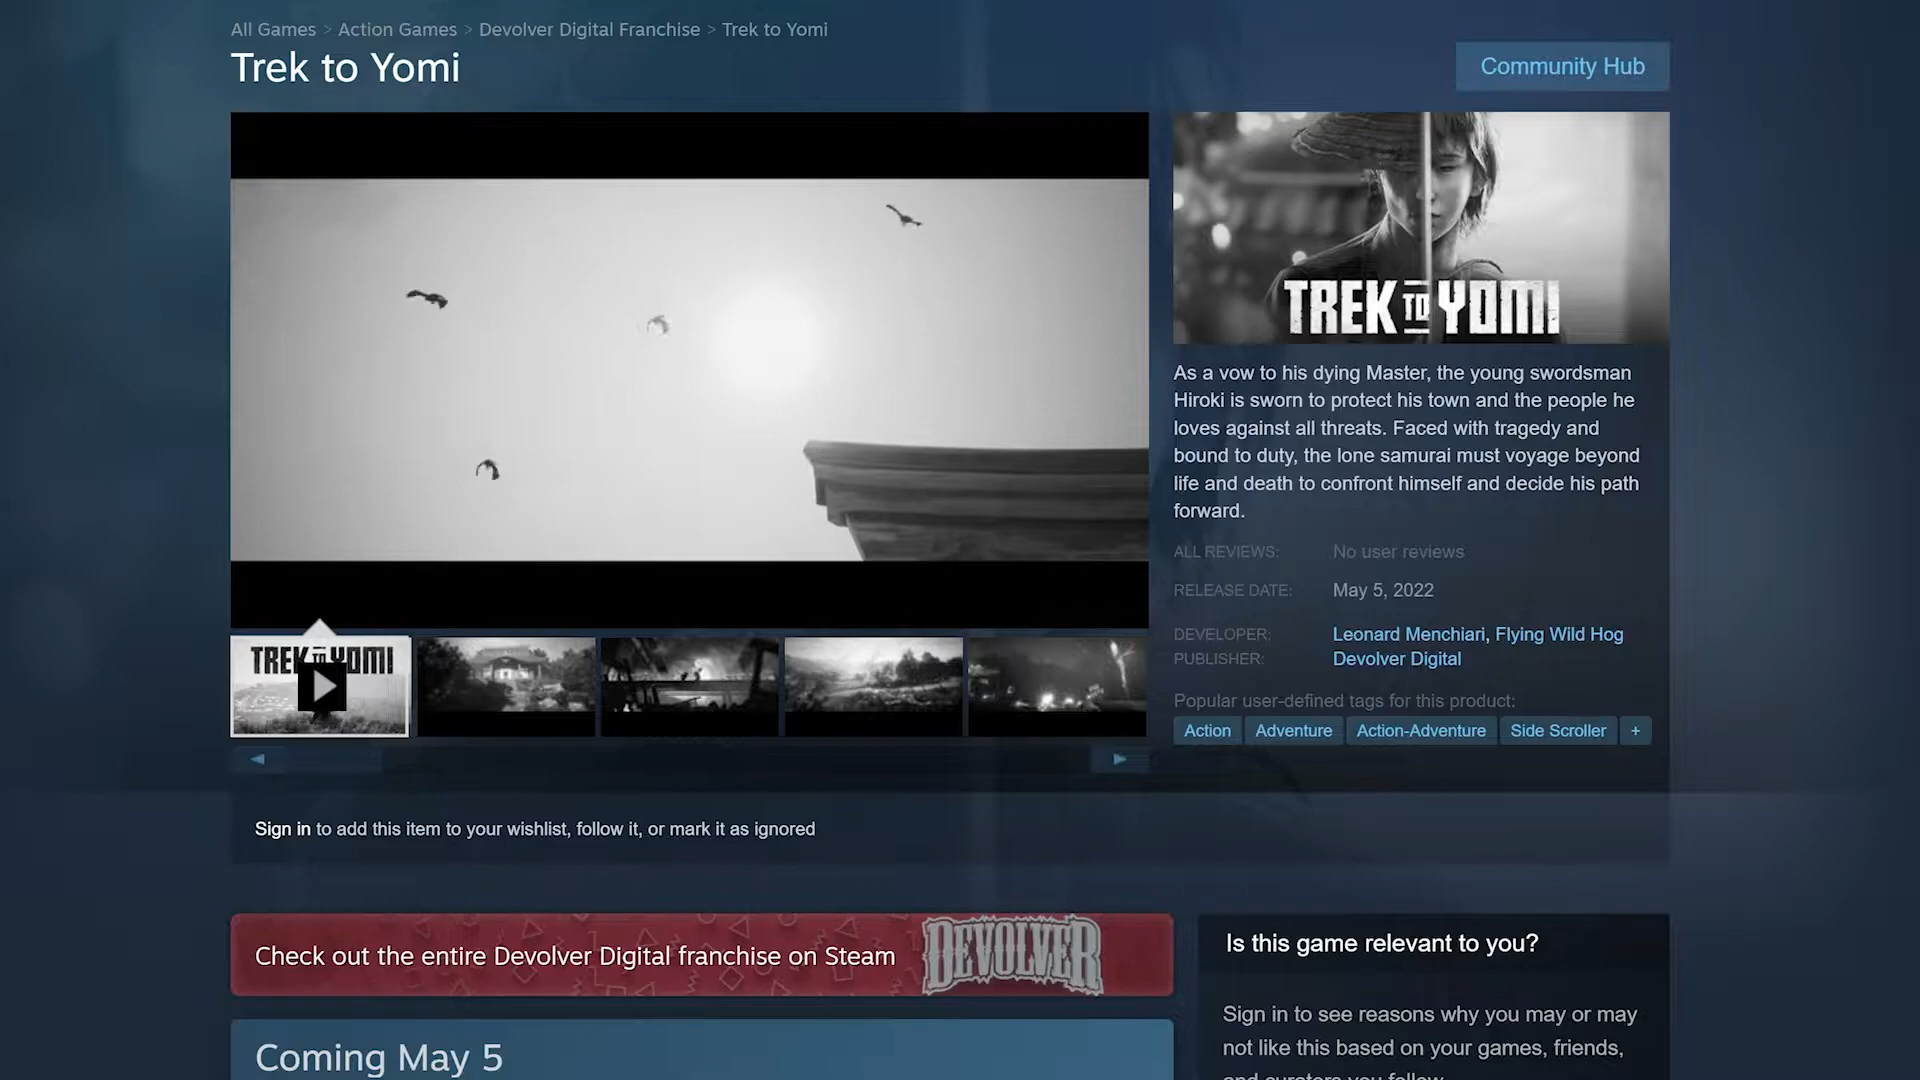 All Games > Action Games > Devolver Digital Franchise > Trek to Yomi
Trek to Yomi
Community Hub
TREK TO YOMI
As a vow to his dying Master, the young swordsman
Hiroki is sworn to protect his town and the people he
loves against all threats. Faced with tragedy and
bound to duty, the lone samurai must voyage beyond
life and death to confront himself and decide his path
forward.
ALL REVIEWS: No user reviews
RELEASE DATE: May 5, 2022
DEVELOPER: Leonard Menchiari, Flying Wild Hog
PUBLISHER: Devolver Digital
Popular user-defined tags for this product:
Action Adventure Action-Adventure Side Scroller +
TREK TO YOMI
Sign in to add this item to your wishlist, follow it, or mark it as ignored
Check out the entire Devolver Digital franchise on Steam
DEVOLVER
Coming May 5
Is this game relevant to you?
Sign in to see reasons why you may or may
not like this based on your games, friends,
and curators you follow.